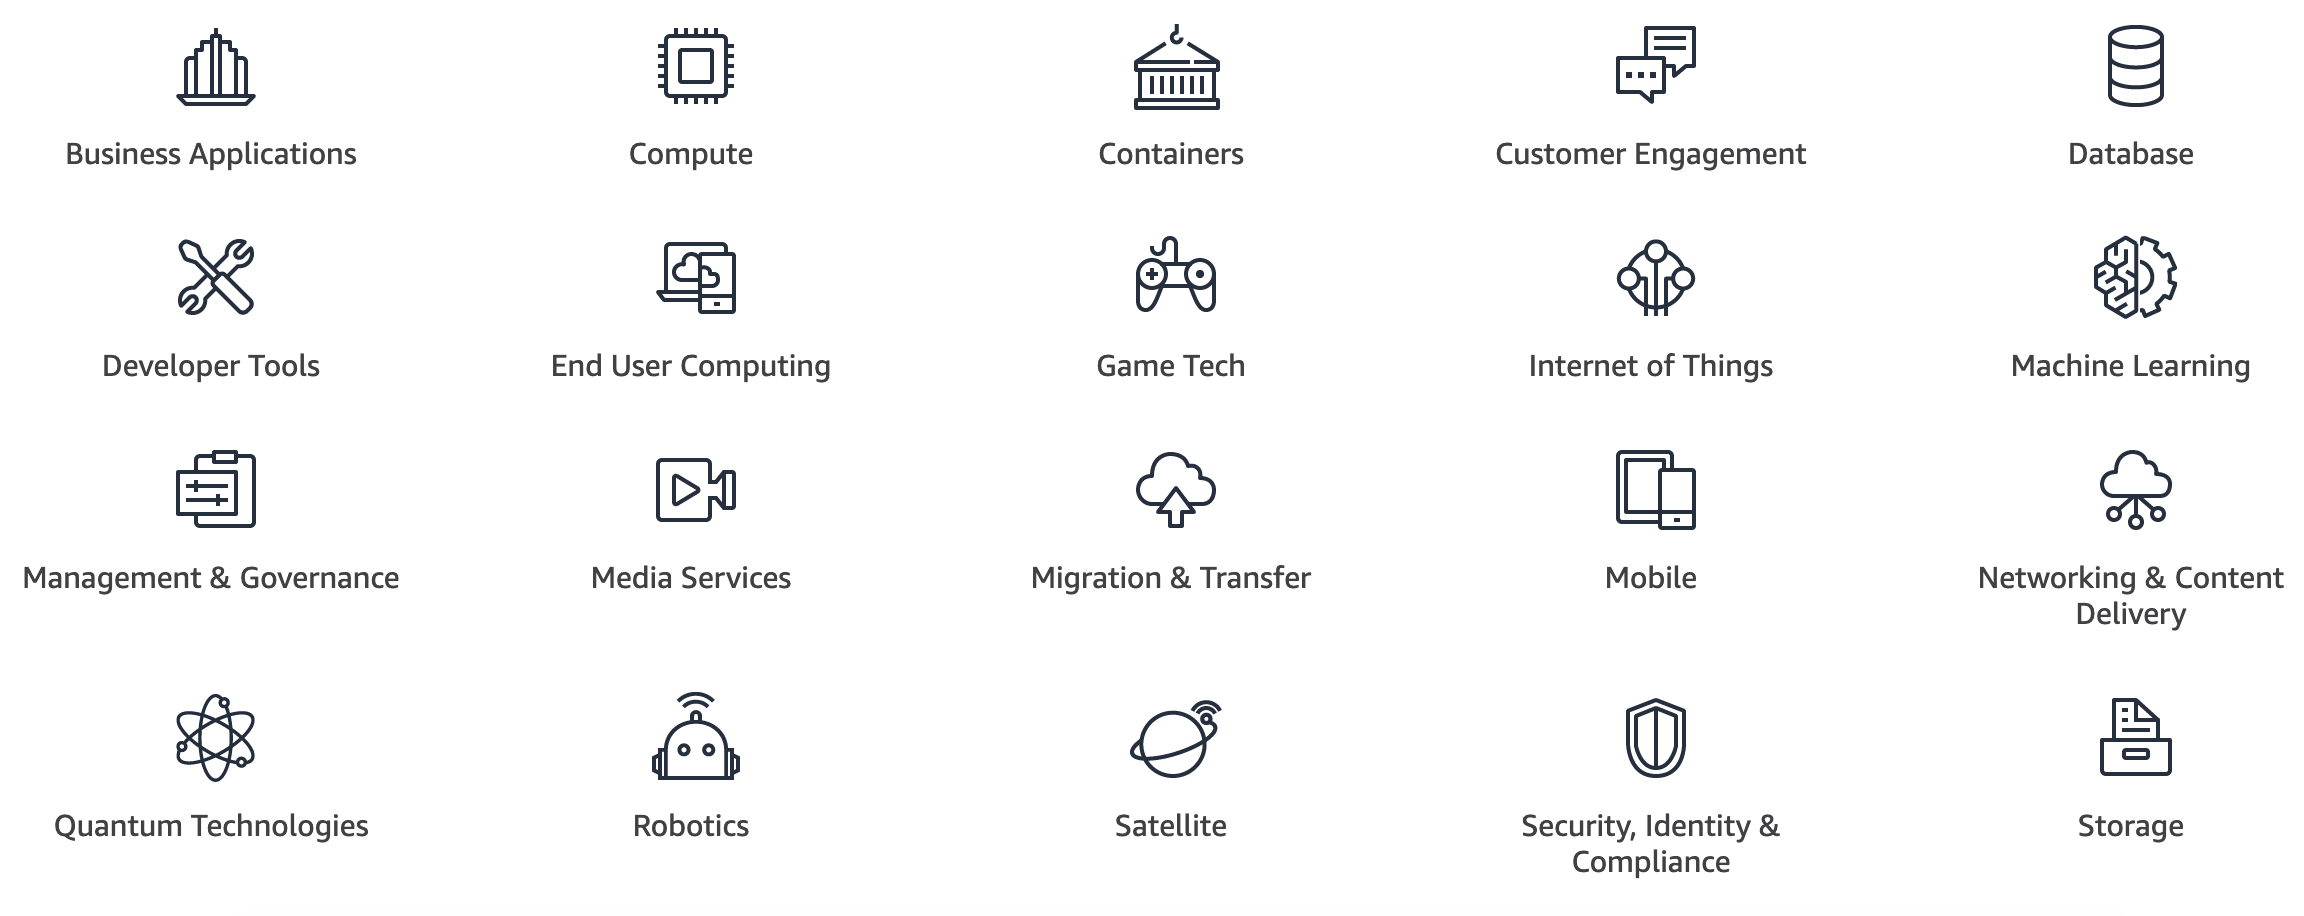 Business Applications
Compute
Containers
Customer Engagement
Database
Developer Tools
End User Computing
Game Tech
Internet of Things
Machine Learning
Management & Governance
Media Services
Migration & Transfer
Mobile
Networking & Content
Delivery
Quantum Technologies
Robotics
Satellite
Security, Identity &
Compliance
Storage